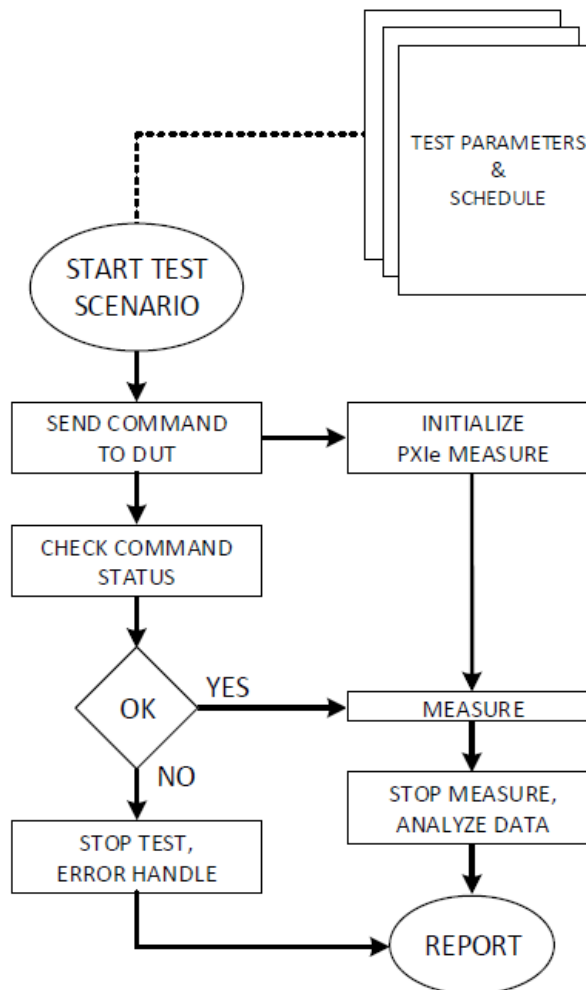 TEST PARAMETERS
&
SCHEDULE
START TEST
SCENARIO
SEND COMMAND
TO DUT
INITIALIZE
PXIe MEASURE
CHECK COMMAND
STATUS
OK
YES
MEASURE
NO
STOP MEASURE,
ANALYZE DATA
STOP TEST,
ERROR HANDLE
REPORT